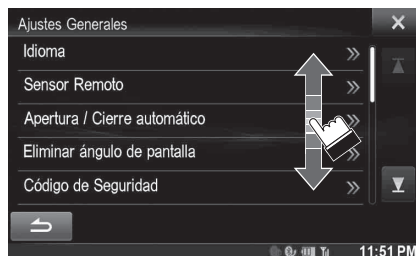 Ajustes Generales
Idioma
Sensor Remoto
Apertura / Cierre automático
Eliminar ángulo de pantalla
Código de Seguridad
11:51 PM